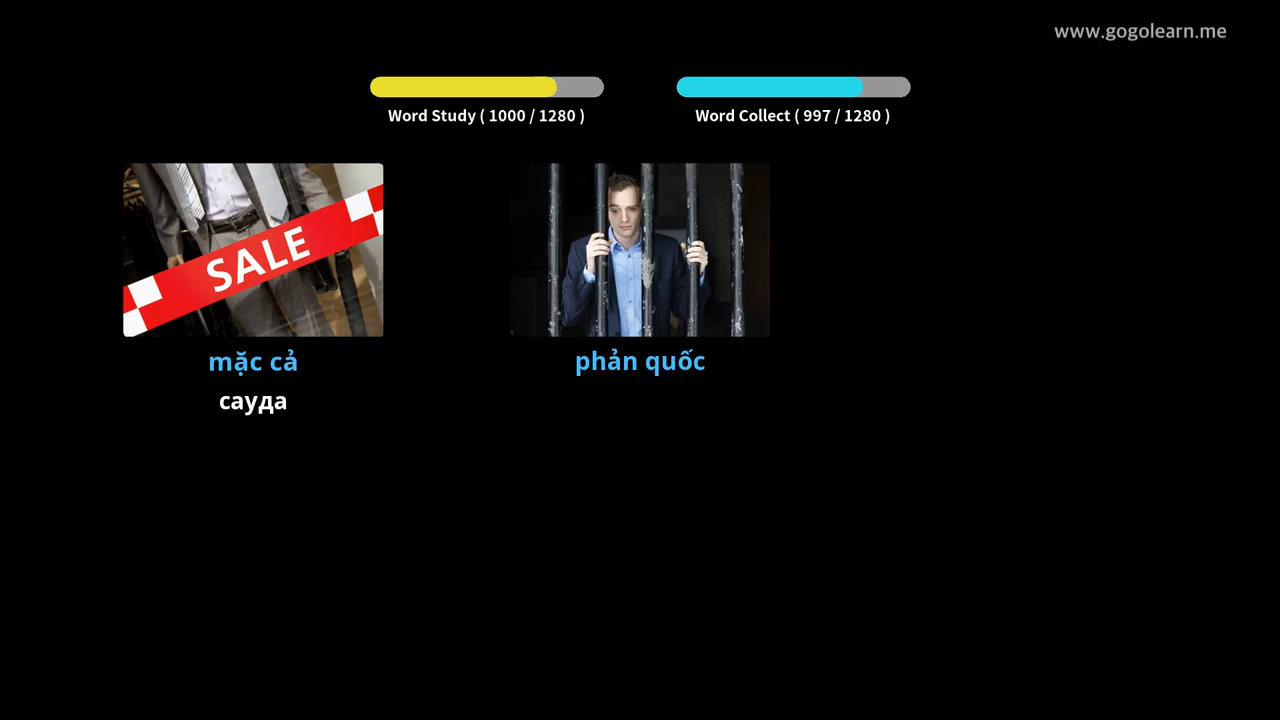 www.gogolearn.me
Word Study ( 1000 / 1280 )
Word Collect ( 997 / 1280 )
SALE
mặc cả
phản quốc
сауда